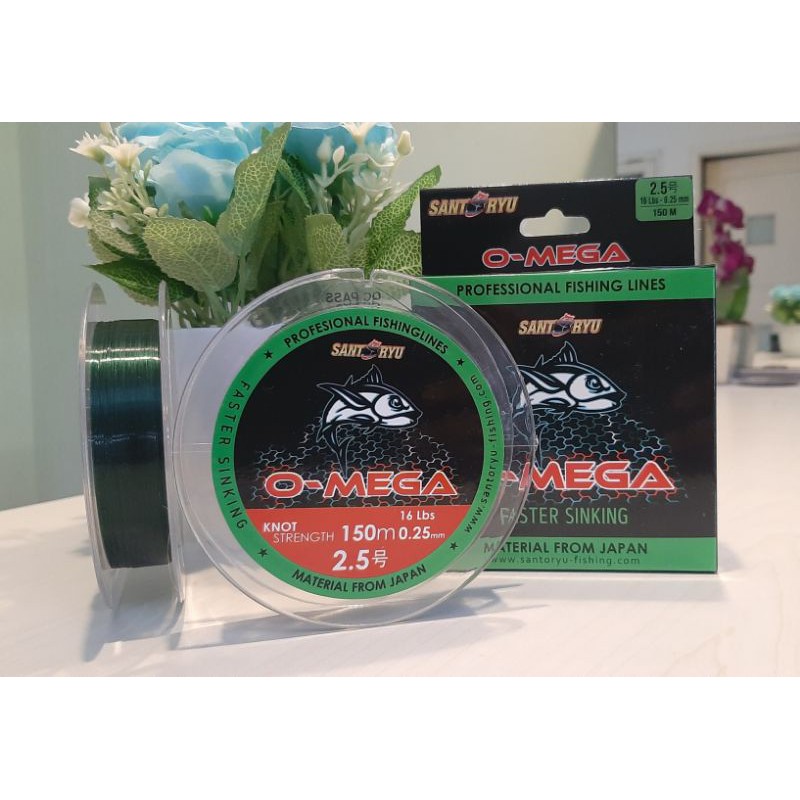 QC PASS
PROFESIONAL FISHINGLINES
SANTORYU
FASTER SINKING
www.santoryu-fishing.com
O-MEGA
KNOT
STRENGTH
150m
16 Lbs
0.25mm
2.5号
MATERIAL FROM JAPAN
SANTORYU
2.5号
16 Lbs - 0.25 mm
150 M
O-MEGA
PROFESSIONAL FISHING LINES
SANTORYU
-MEGA
FASTER SINKING
MATERIAL FROM JAPAN
www.santoryu-fishing.com